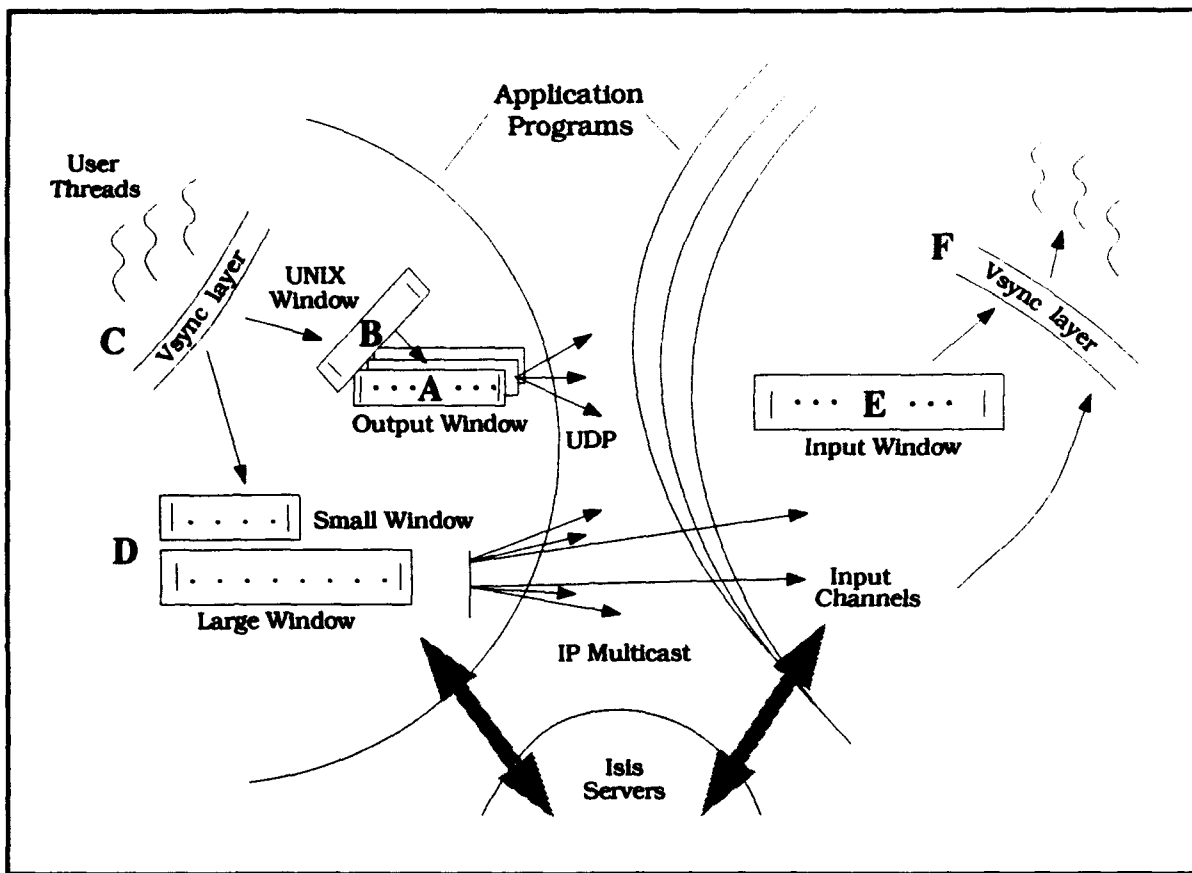 Application
Programs
User
Threads
UNIX
Window
C
Vsync layer
B
A
Output Window
UDP
F
Vsync layer
E
Input Window
D
Small Window
Large Window
Input
Channels
IP Multicast
Isis
Servers